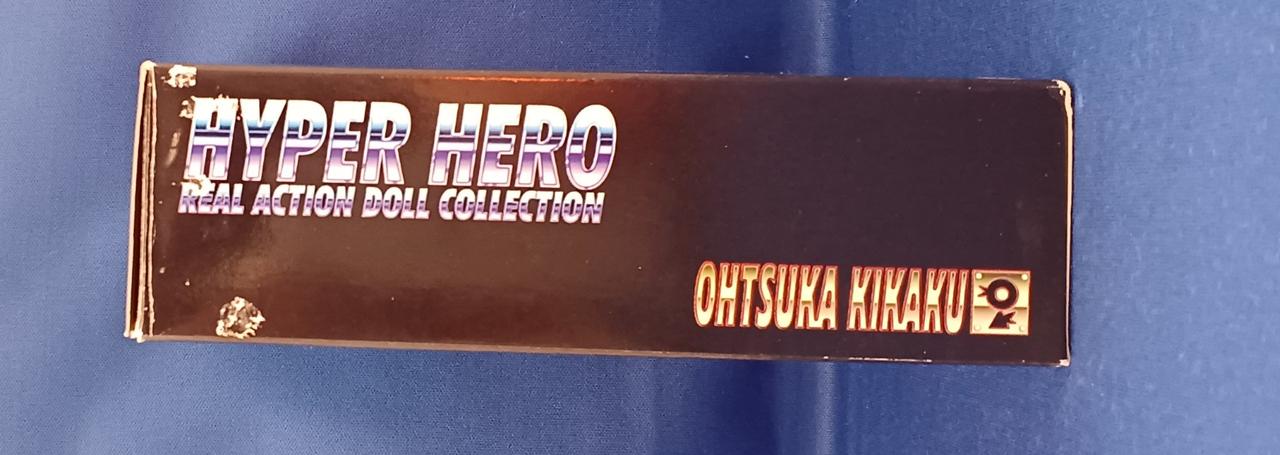 HYPER HERO
REAL ACTION DOLL COLLECTION
OHTSUKA KIKAKU